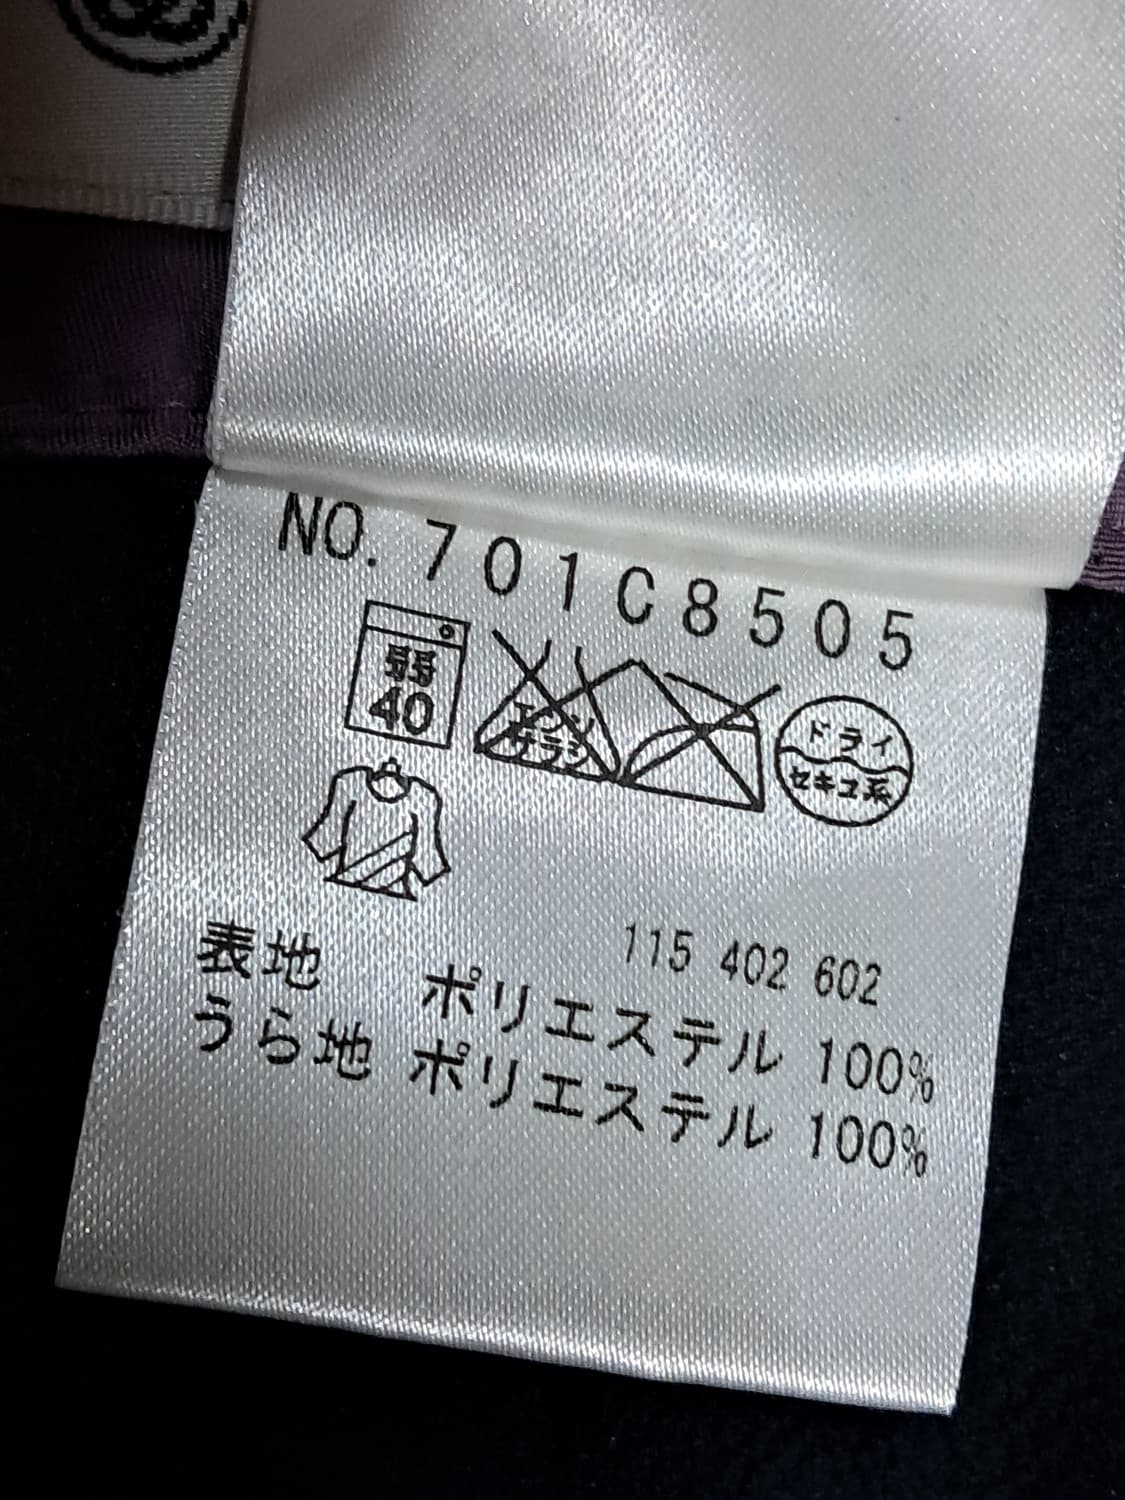 NO. 701C8505
弱
40
エンソ
サラシ
ドライ
セキユ系
115 402 602
表地 ポリエステル 100%
うら地 ポリエステル 100%